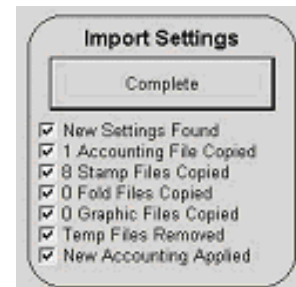 Import Settings
Complete
New Settings Found
1 Accounting File Copied
8 Stamp Files Copied
0 Fold Files Copied
0 Graphic Files Copied
Temp Files Removed
New Accounting Applied